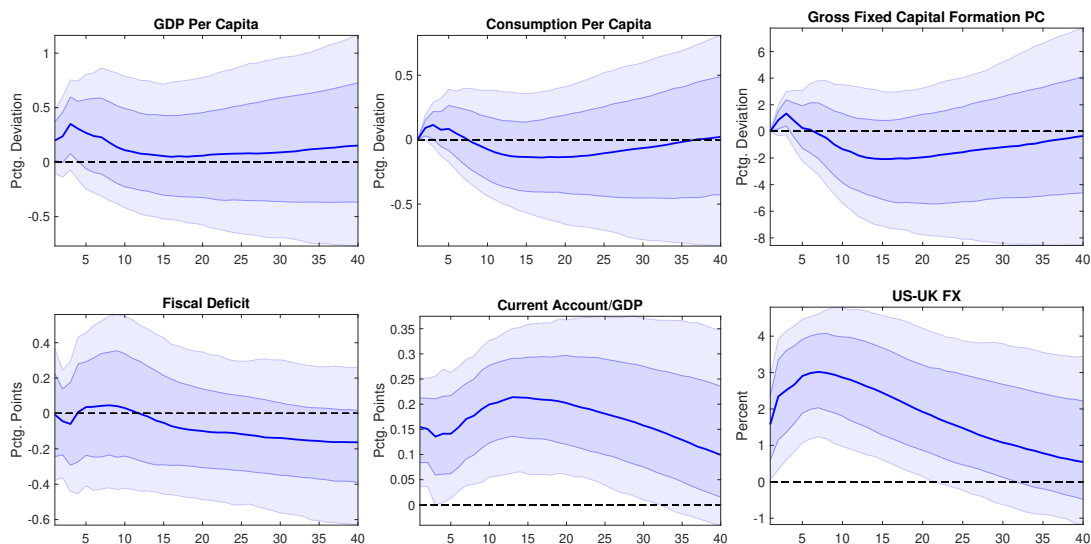 GDP Per Capita
Pctg. Deviation
1
0.5
0
-0.5
5 10 15 20 25 30 35 40
Consumption Per Capita
Pctg. Deviation
0.5
0
-0.5
5 10 15 20 25 30 35 40
Gross Fixed Capital Formation PC
Pctg. Deviation
6
4
2
0
-2
-4
-6
-8
5 10 15 20 25 30 35 40
Fiscal Deficit
Pctg. Points
0.4
0.2
0
-0.2
-0.4
-0.6
5 10 15 20 25 30 35 40
Current Account/GDP
Pctg. Points
0.35
0.3
0.25
0.2
0.15
0.1
0.05
0
5 10 15 20 25 30 35 40
US-UK FX
Percent
4
3
2
1
0
-1
5 10 15 20 25 30 35 40